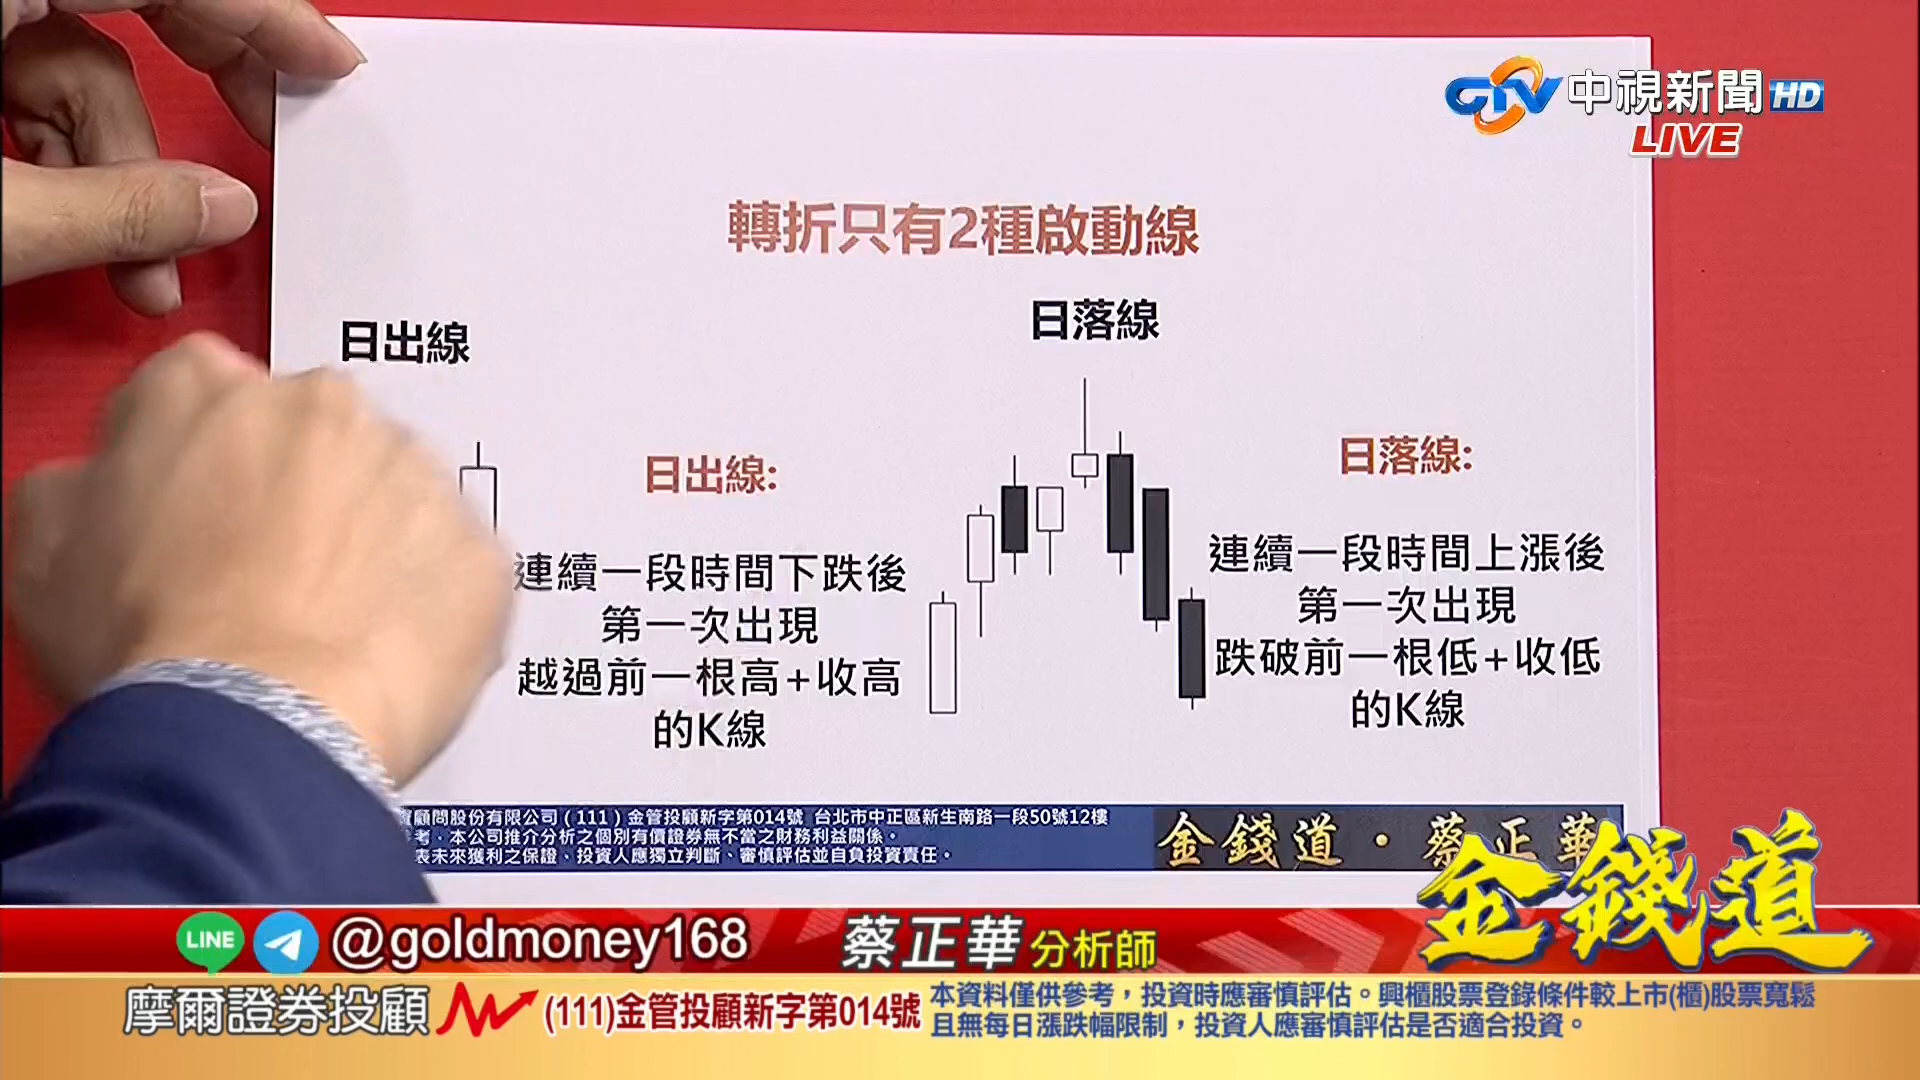 CTV中視新聞HD
LIVE
轉折只有2種啟動線
日出線
日落線
日出線:
連續一段時間下跌後
第一次出現
越過前一根高+收高
的K線
日落線:
連續一段時間上漲後
第一次出現
跌破前一根低+收低
的K線
資顧問股份有限公司（111）金管投顧新字第014號 台北市中正區新生南路一段50號12樓
考﹐本公司推介分析之個別有價證券無不當之財務利益關係。
表未來獲利之保證、投資人應獨立判斷、審慎評估並自負投資責任。
金錢道・蔡正華
金錢道
LINE
@goldmoney168
蔡正華 分析師
摩爾證券投顧
(111)金管投顧新字第014號
本資料僅供參考，投資時應審慎評估。興櫃股票登錄條件較上市(櫃)股票寬鬆
且無每日漲跌幅限制，投資人應審慎評估是否適合投資。